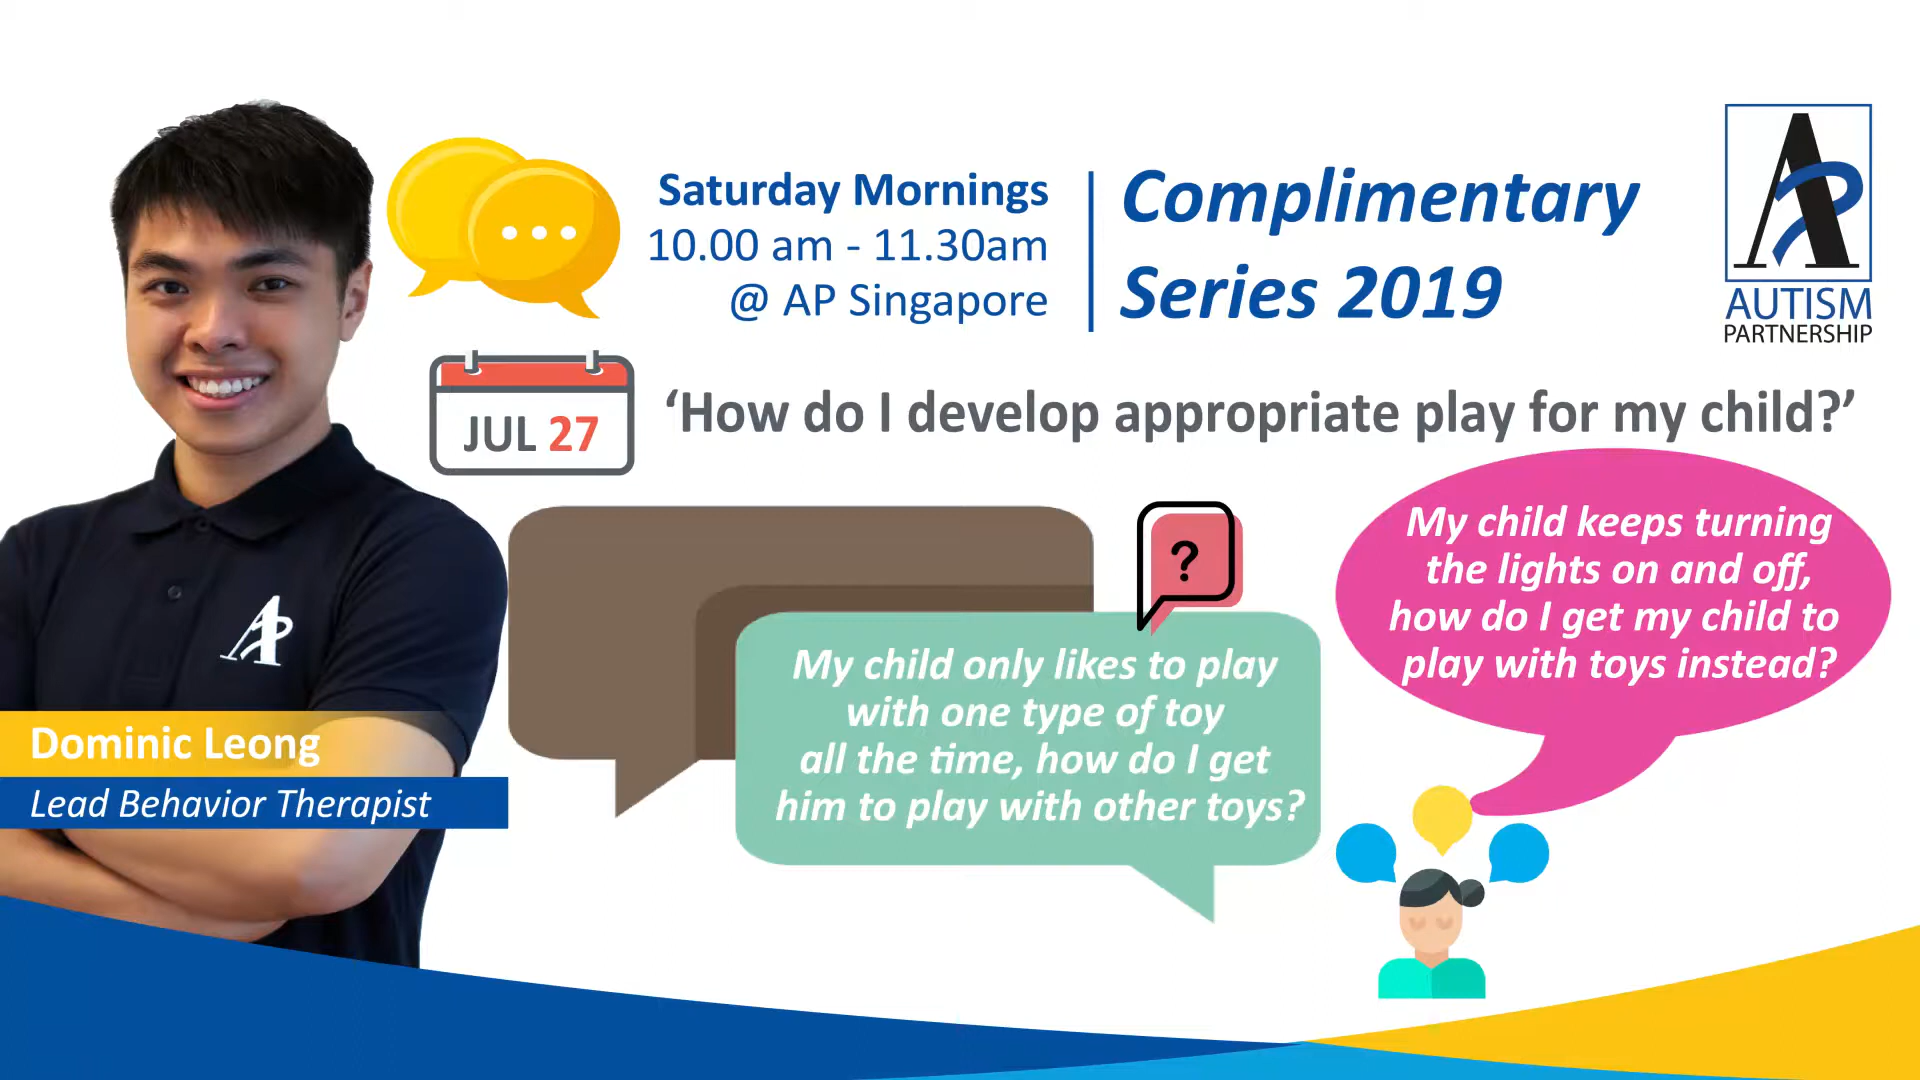 Saturday Mornings
10.00 am - 11.30am
@ AP Singapore
Complimentary
Series 2019
AP
AUTISM
PARTNERSHIP
JUL 27
‘How do I develop appropriate play for my child?’
?
My child only likes to play
with one type of toy
all the time, how do I get
him to play with other toys?
My child keeps turning
the lights on and off,
how do I get my child to
play with toys instead?
AP
Dominic Leong
Lead Behavior Therapist